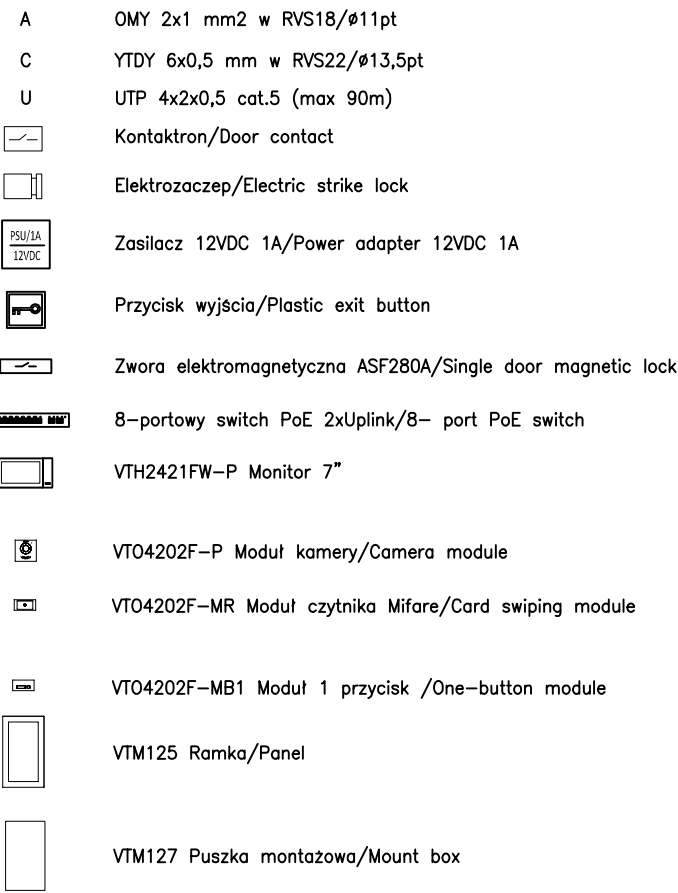 A OMY 2x1 mm2 w RVS18/ø11pt
C YTDY 6x0,5 mm w RVS22/ø13,5pt
U UTP 4x2x0,5 cat.5 (max 90m)
Kontaktron/Door contact
Elektrozaczep/Electric strike lock
PSU/1A
12VDC
Zasilacz 12VDC 1A/Power adapter 12VDC 1A
Przycisk wyjścia/Plastic exit button
Zwora elektromagnetyczna ASF280A/Single door magnetic lock
8-portowy switch PoE 2xUplink/8- port PoE switch
VTH2421FW-P Monitor 7”
VTO4202F-P Moduł kamery/Camera module
VTO4202F-MR Moduł czytnika Mifare/Card swiping module
VTO4202F-MB1 Moduł 1 przycisk /One-button module
VTM125 Ramka/Panel
VTM127 Puszka montażowa/Mount box